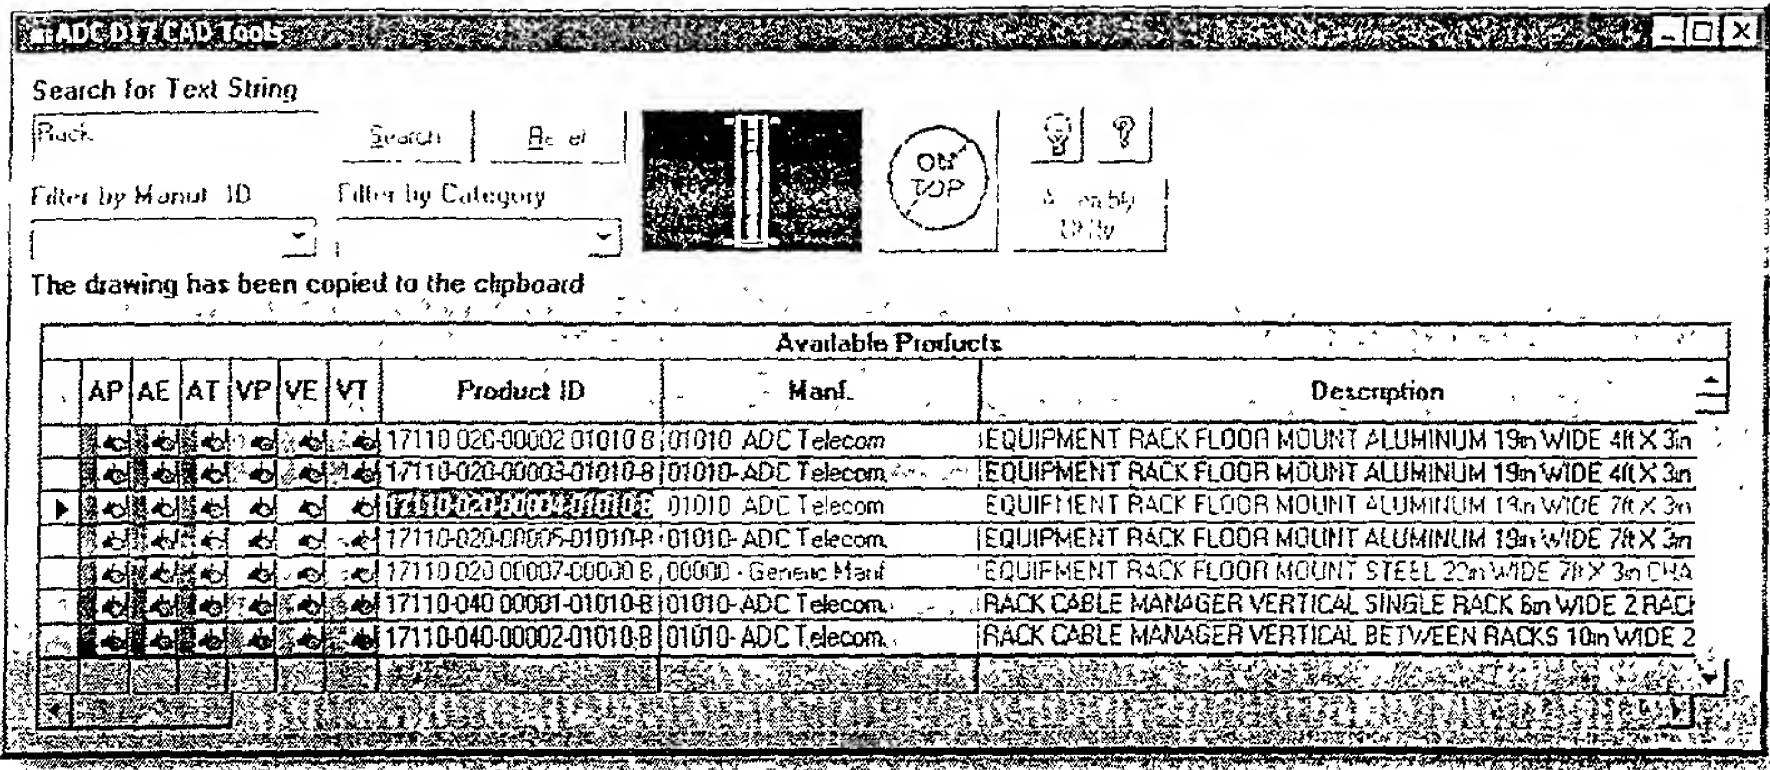 ADC D17 CAD Tools
Search for Text String
Rack
Search
Reset
Filter by Manuf. ID
Filter by Category
ON TOP
The drawing has been copied to the clipboard
Available Products
AP AE AT VP VE VT Product ID Manf. Description
17110-020-00002-01010-B 01010- ADC Telecom EQUIPMENT RACK FLOOR MOUNT ALUMINUM 19in WIDE 4ft X 3in
17110-020-00003-01010-B 01010- ADC Telecom EQUIPMENT RACK FLOOR MOUNT ALUMINUM 19in WIDE 4ft X 3in
17110-020-00004-01010-B 01010- ADC Telecom EQUIPMENT RACK FLOOR MOUNT ALUMINUM 19in WIDE 7ft X 3in
17110-020-00005-01010-B 01010- ADC Telecom EQUIPMENT RACK FLOOR MOUNT ALUMINUM 19in WIDE 7ft X 3in
17110-020-00007-00000-B 00000 - Generic Manf EQUIPMENT RACK FLOOR MOUNT STEEL WIDE 7ft X 3in CHA
17110-040-00001-01010-B 01010- ADC Telecom RACK CABLE MANAGER VERTICAL SINGLE RACK 6in WIDE 2 RACK
17110-040-00002-01010-B 01010- ADC Telecom RACK CABLE MANAGER VERTICAL BETWEEN RACKS 10in WIDE 2